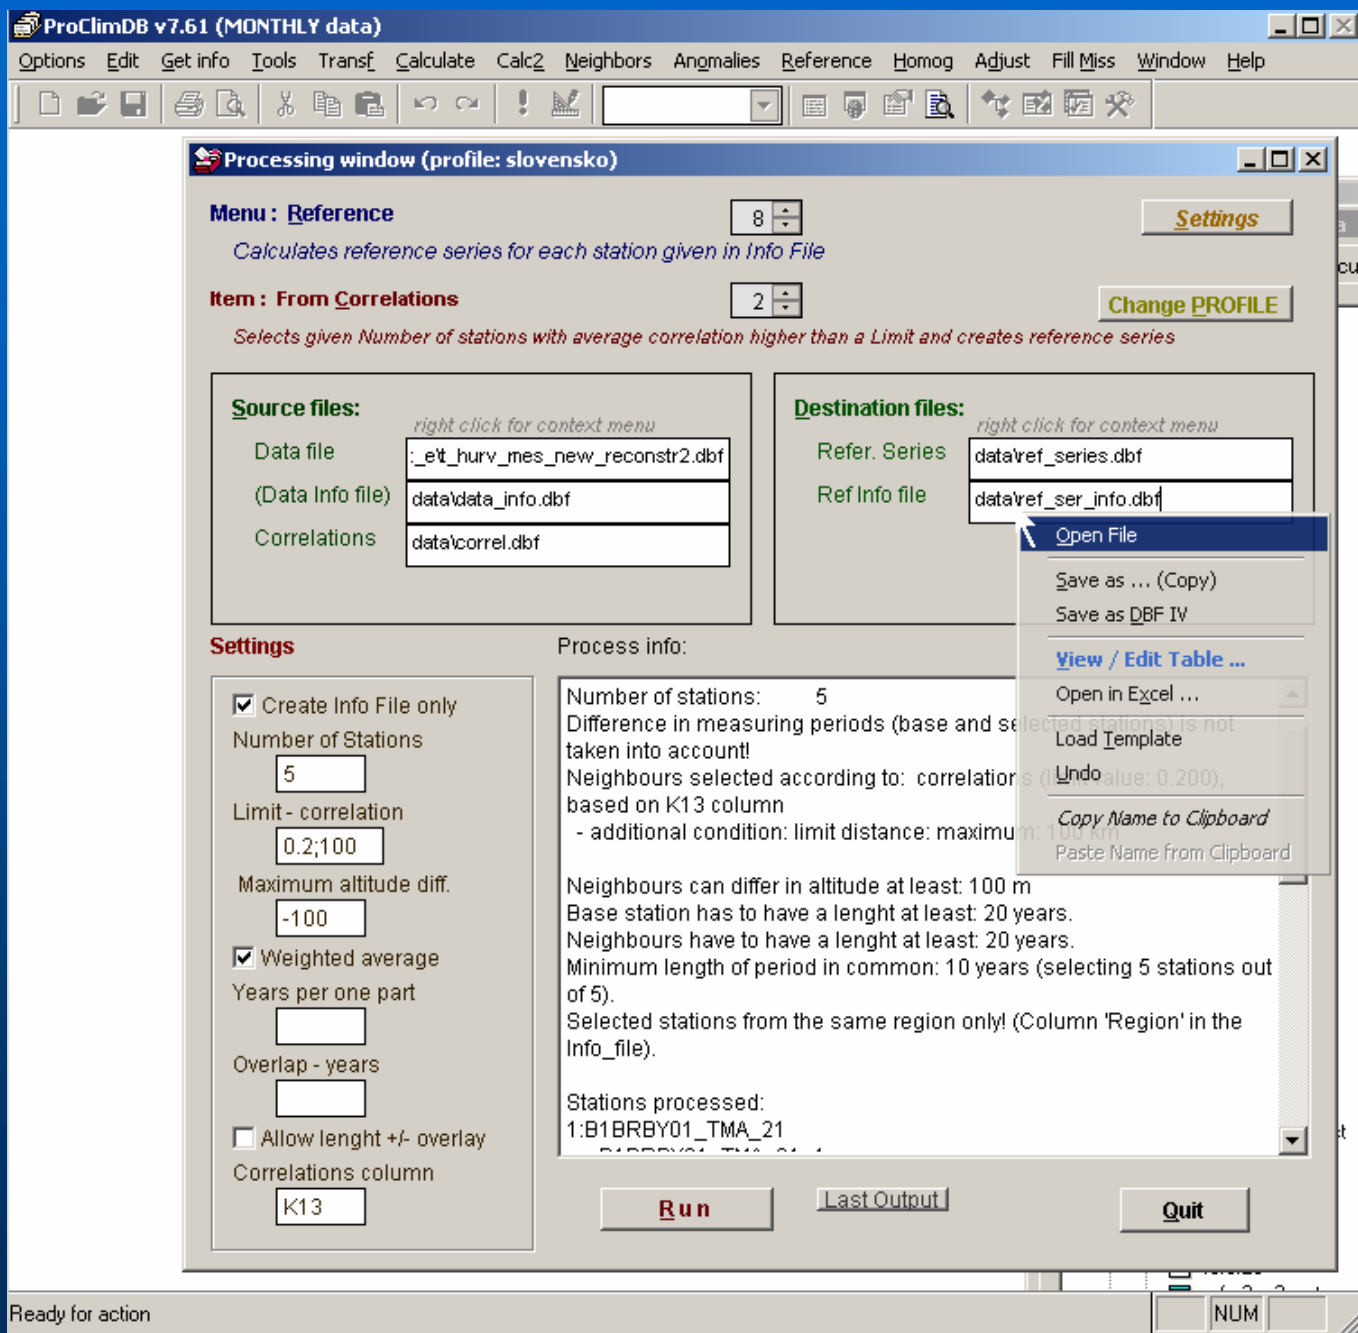 ProClimDB v7.61 (MONTHLY data)
Options Edit Get info Tools Transf Calculate Calc2 Neighbors Anomalies Reference Homog Adjust Fill Miss Window Help
Processing window (profile: slovensko)
Menu : Reference 8 Settings
Calculates reference series for each station given in Info File
Item : From Correlations 2 Change PROFILE
Selects given Number of stations with average correlation higher than a Limit and creates reference series
Source files:
right click for context menu
Data file :_e\t_hurv_mes_new_reconstr2.dbf
(Data Info file) data\data_info.dbf
Correlations data\correl.dbf
Destination files:
right click for context menu
Refer. Series data\ref_series.dbf
Ref Info file data\ref_ser_info.dbf
Open File
Save as ... (Copy)
Save as DBF IV
View / Edit Table ...
Open in Excel ...
Load Template
Undo
Copy Name to Clipboard
Paste Name from Clipboard
Settings
Create Info File only
Number of Stations
5
Limit - correlation
0.2;100
Maximum altitude diff.
-100
Weighted average
Years per one part
Overlap - years
Allow lenght +/- overlay
Correlations column
K13
Process info:
Number of stations: 5
Difference in measuring periods (base and selected stations) is not
taken into account!
Neighbours selected according to: correlations (limit value: 0.200),
based on K13 column
- additional condition: limit distance: maximum: 100 km
Neighbours can differ in altitude at least: 100 m
Base station has to have a lenght at least: 20 years.
Neighbours have to have a lenght at least: 20 years.
Minimum length of period in common: 10 years (selecting 5 stations out
of 5).
Selected stations from the same region only! (Column 'Region' in the
Info_file).
Stations processed:
1:B1BRBY01_TMA_21
Run Last Output Quit
Ready for action NUM